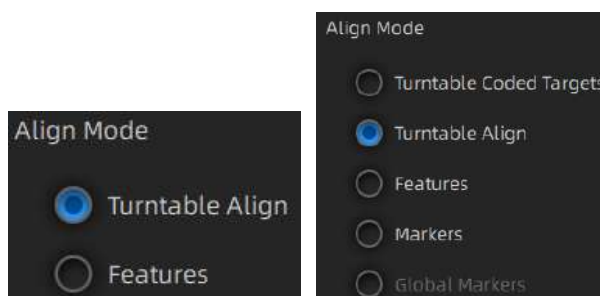 Align Mode
Turntable Align
Features
Align Mode
Turntable Coded Targets
Turntable Align
Features
Markers
Global Markers